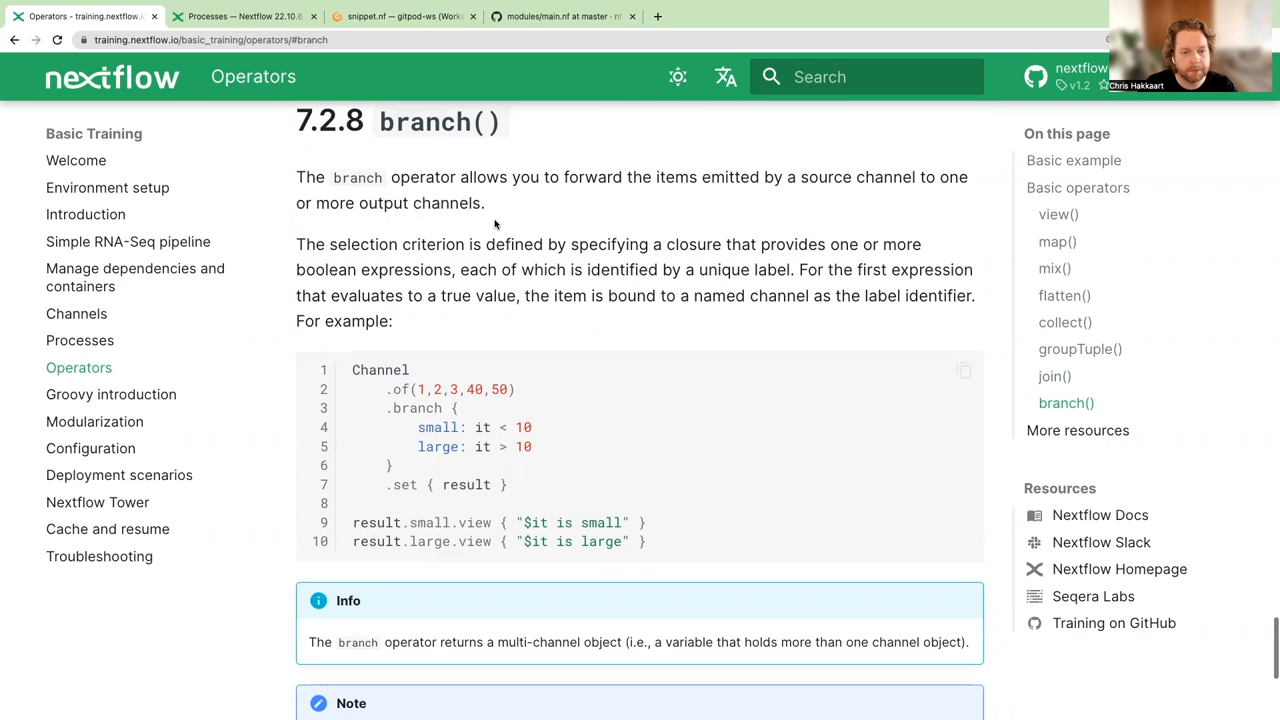 Operators - training.nextflow.i
Processes — Nextflow 22.10.6
snippet.nf — gitpod-ws (Works
modules/main.nf at master · nf
training.nextflow.io/basic_training/operators/#branch
nextflow
Operators
Search
nextflow
v1.2
Chris Hakkaart
Basic Training
Welcome
Environment setup
Introduction
Simple RNA-Seq pipeline
Manage dependencies and
containers
Channels
Processes
Operators
Groovy introduction
Modularization
Configuration
Deployment scenarios
Nextflow Tower
Cache and resume
Troubleshooting
7.2.8 branch()
The branch operator allows you to forward the items emitted by a source channel to one
or more output channels.
The selection criterion is defined by specifying a closure that provides one or more
boolean expressions, each of which is identified by a unique label. For the first expression
that evaluates to a true value, the item is bound to a named channel as the label identifier.
For example:
1 Channel
2 .of(1,2,3,40,50)
3 .branch {
4 small: it < 10
5 large: it > 10
6 }
7 .set { result }
8
9 result.small.view { "$it is small" }
10 result.large.view { "$it is large" }
Info
The branch operator returns a multi-channel object (i.e., a variable that holds more than one channel object).
Note
On this page
Basic example
Basic operators
view()
map()
mix()
flatten()
collect()
groupTuple()
join()
branch()
More resources
Resources
Nextflow Docs
Nextflow Slack
Nextflow Homepage
Seqera Labs
Training on GitHub